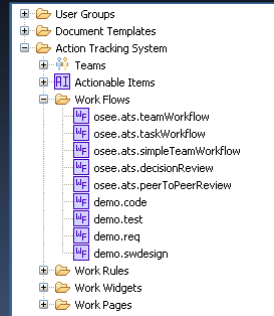 User Groups
Document Templates
Action Tracking System
Teams
AI Actionable Items
Work Flows
WF osee.ats.teamWorkflow
WF osee.ats.taskWorkflow
WF osee.ats.simpleTeamWorkflow
WF osee.ats.decisionReview
WF osee.ats.peerToPeerReview
WF demo.code
WF demo.test
WF demo.req
WF demo.swdesign
Work Rules
Work Widgets
Work Pages